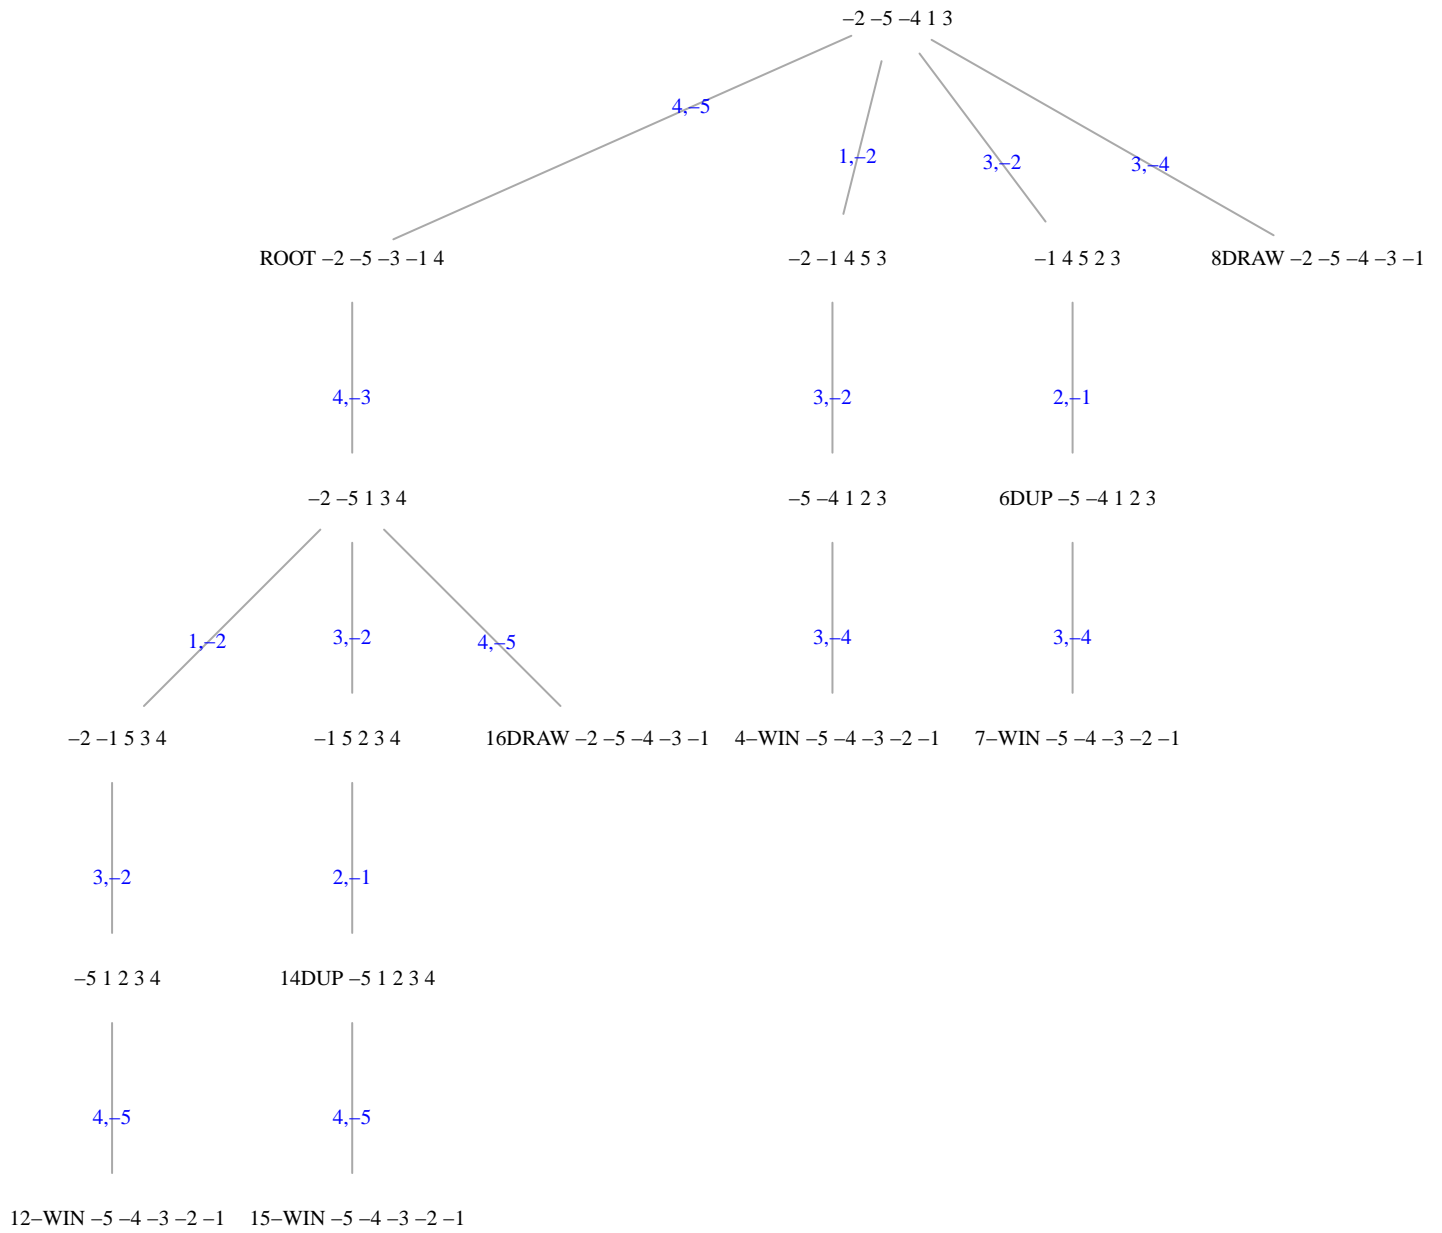 –2 –5 –4 1 3
4,–5
1,–2
3,–2
3,–4
ROOT –2 –5 –3 –1 4
–2 –1 4 5 3
–1 4 5 2 3
8DRAW –2 –5 –4 –3 –1
4,–3
3,–2
2,–1
–2 –5 1 3 4
–5 –4 1 2 3
6DUP –5 –4 1 2 3
1,–2
3,–2
4,–5
3,–4
3,–4
–2 –1 5 3 4
–1 5 2 3 4
16DRAW –2 –5 –4 –3 –1
4–WIN –5 –4 –3 –2 –1
7–WIN –5 –4 –3 –2 –1
3,–2
2,–1
–5 1 2 3 4
14DUP –5 1 2 3 4
4,–5
4,–5
12–WIN –5 –4 –3 –2 –1
15–WIN –5 –4 –3 –2 –1